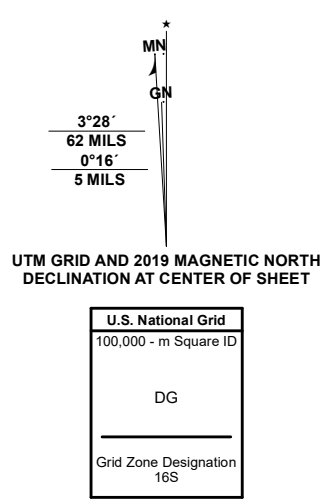 MN
GN
3°28´
62 MILS
0°16´
5 MILS
UTM GRID AND 2019 MAGNETIC NORTH
DECLINATION AT CENTER OF SHEET
U.S. National Grid
100,000 - m Square ID
DG
Grid Zone Designation
16S